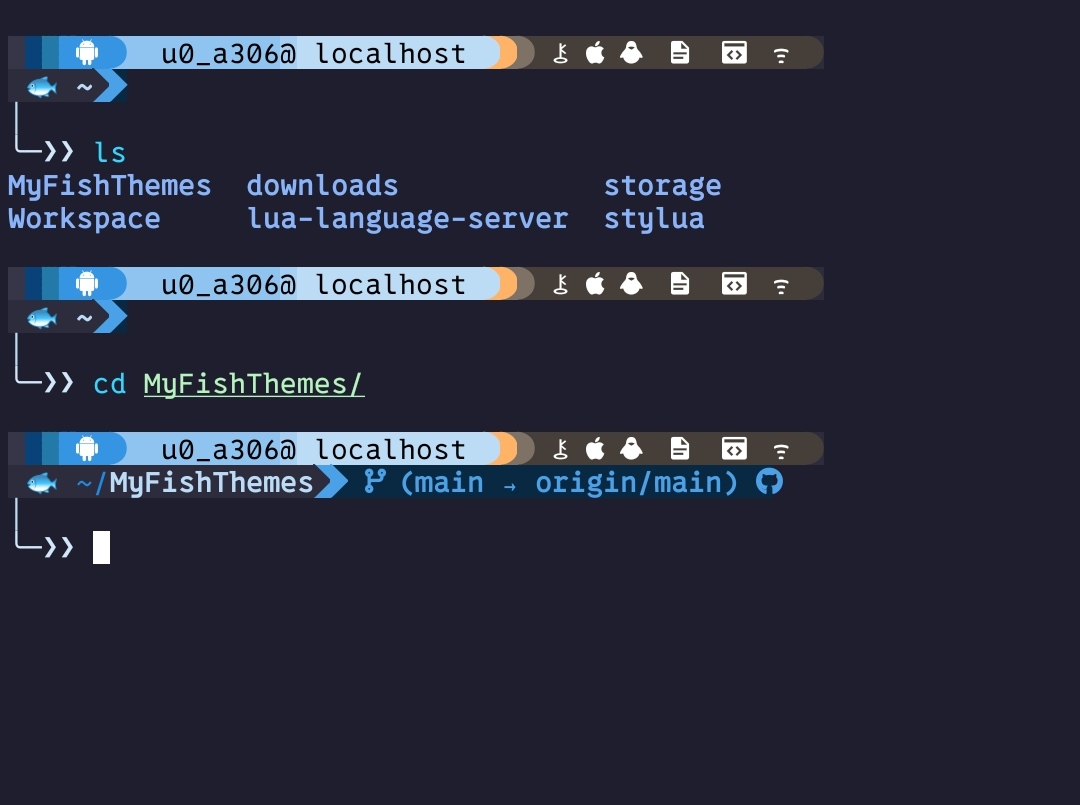 u0_a306@ localhost
~
❯❯ ls
MyFishThemes downloads storage
Workspace lua-language-server stylua
u0_a306@ localhost
~
❯❯ cd MyFishThemes/
u0_a306@ localhost
~/MyFishThemes (main → origin/main)
❯❯